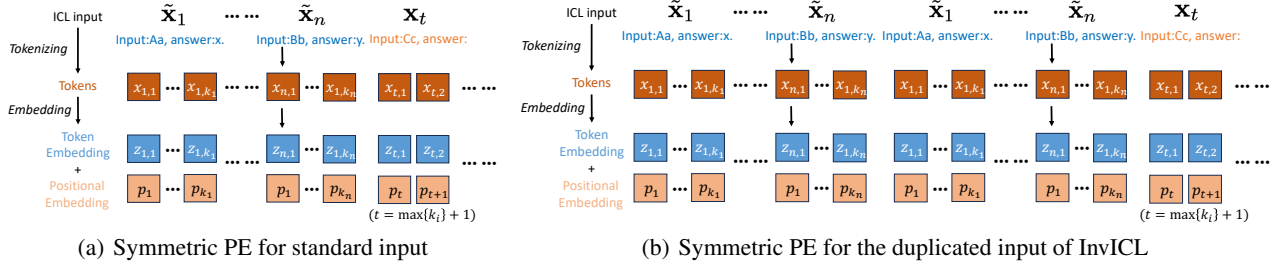 ICL input x̃₁ ...... x̃ₙ xₜ
Input:Aa, answer:x. Input:Bb, answer:y. Input:Cc, answer:
Tokenizing
Tokens x₁,₁ ... x₁,ₖ₁ ...... xₙ,₁ ... x₁,ₖₙ xₜ,₁ xₜ,₂ ......
Embedding
Token
Embedding z₁,₁ ... z₁,ₖ₁ ...... zₙ,₁ ... z₁,ₖₙ zₜ,₁ zₜ,₂ ......
+
Positional
Embedding p₁ ... pₖ₁ p₁ ... pₖₙ pₜ pₜ₊₁
(t = max{kᵢ} + 1)
(a) Symmetric PE for standard input
ICL input x̃₁ ...... x̃ₙ x̃₁ ...... x̃ₙ xₜ
Input:Aa, answer:x. Input:Bb, answer:y. Input:Aa, answer:x. Input:Bb, answer:y. Input:Cc, answer:
Tokenizing
Tokens x₁,₁ ... x₁,ₖ₁ ...... xₙ,₁ ... x₁,ₖₙ x₁,₁ ... x₁,ₖ₁ ...... xₙ,₁ ... x₁,ₖₙ xₜ,₁ xₜ,₂ ......
Embedding
Token
Embedding z₁,₁ ... z₁,ₖ₁ ...... zₙ,₁ ... z₁,ₖₙ z₁,₁ ... z₁,ₖ₁ ...... zₙ,₁ ... z₁,ₖₙ zₜ,₁ zₜ,₂ ......
+
Positional
Embedding p₁ ... pₖ₁ p₁ ... pₖₙ p₁ ... pₖ₁ p₁ ... pₖₙ pₜ pₜ₊₁
(t = max{kᵢ} + 1)
(b) Symmetric PE for the duplicated input of InvICL